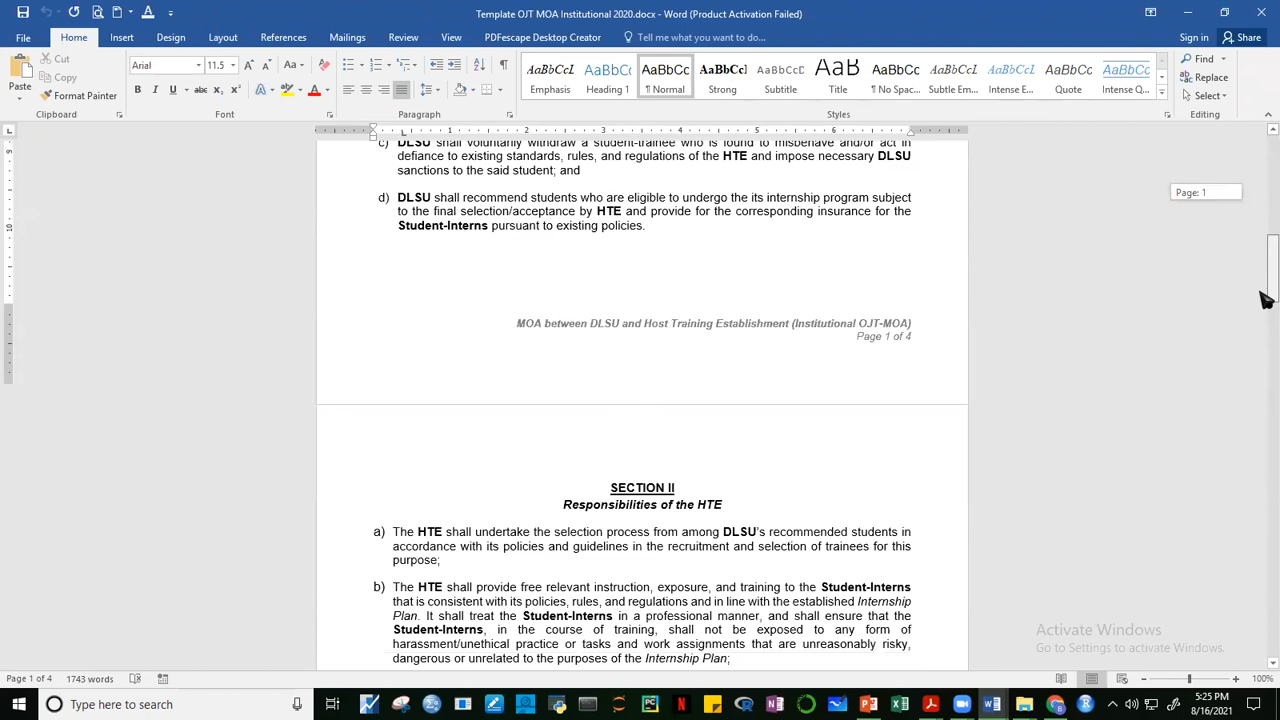 Template OJT MOA Institutional 2020.docx - Word (Product Activation Failed)
File Home Insert Design Layout References Mailings Review View PDFescape Desktop Creator Tell me what you want to do... Sign in Share
Paste
Cut
Copy
Format Painter
Clipboard
Arial 11.5
Font
Paragraph
AaBbCcL AaBbCc AaBbCc AaBbCc AaBbCc AaB AaBbCc AaBbCcL AaBbCcL AaBbCc AaBbCcL
Emphasis Heading 1 ¶ Normal Strong Subtitle Title ¶ No Spac... Subtle Em... Intense E... Quote Intense Q...
Styles
Find
Replace
Select
Editing
1 2 3 4 5 6
c) DLSU shall voluntarily withdraw a student-trainee who is found to misbehave and/or act in
defiance to existing standards, rules, and regulations of the HTE and impose necessary DLSU
sanctions to the said student; and
d) DLSU shall recommend students who are eligible to undergo the its internship program subject
to the final selection/acceptance by HTE and provide for the corresponding insurance for the
Student-Interns pursuant to existing policies.
Page: 1
MOA between DLSU and Host Training Establishment (Institutional OJT-MOA)
Page 1 of 4
SECTION II
Responsibilities of the HTE
a) The HTE shall undertake the selection process from among DLSU's recommended students in
accordance with its policies and guidelines in the recruitment and selection of trainees for this
purpose;
b) The HTE shall provide free relevant instruction, exposure, and training to the Student-Interns
that is consistent with its policies, rules, and regulations and in line with the established Internship
Plan. It shall treat the Student-Interns in a professional manner, and shall ensure that the
Student-Interns, in the course of training, shall not be exposed to any form of
harassment/unethical practice or tasks and work assignments that are unreasonably risky,
dangerous or unrelated to the purposes of the Internship Plan;
Activate Windows
Go to Settings to activate Windows.
Page 1 of 4 1743 words 100%
Type here to search
5:25 PM
8/16/2021